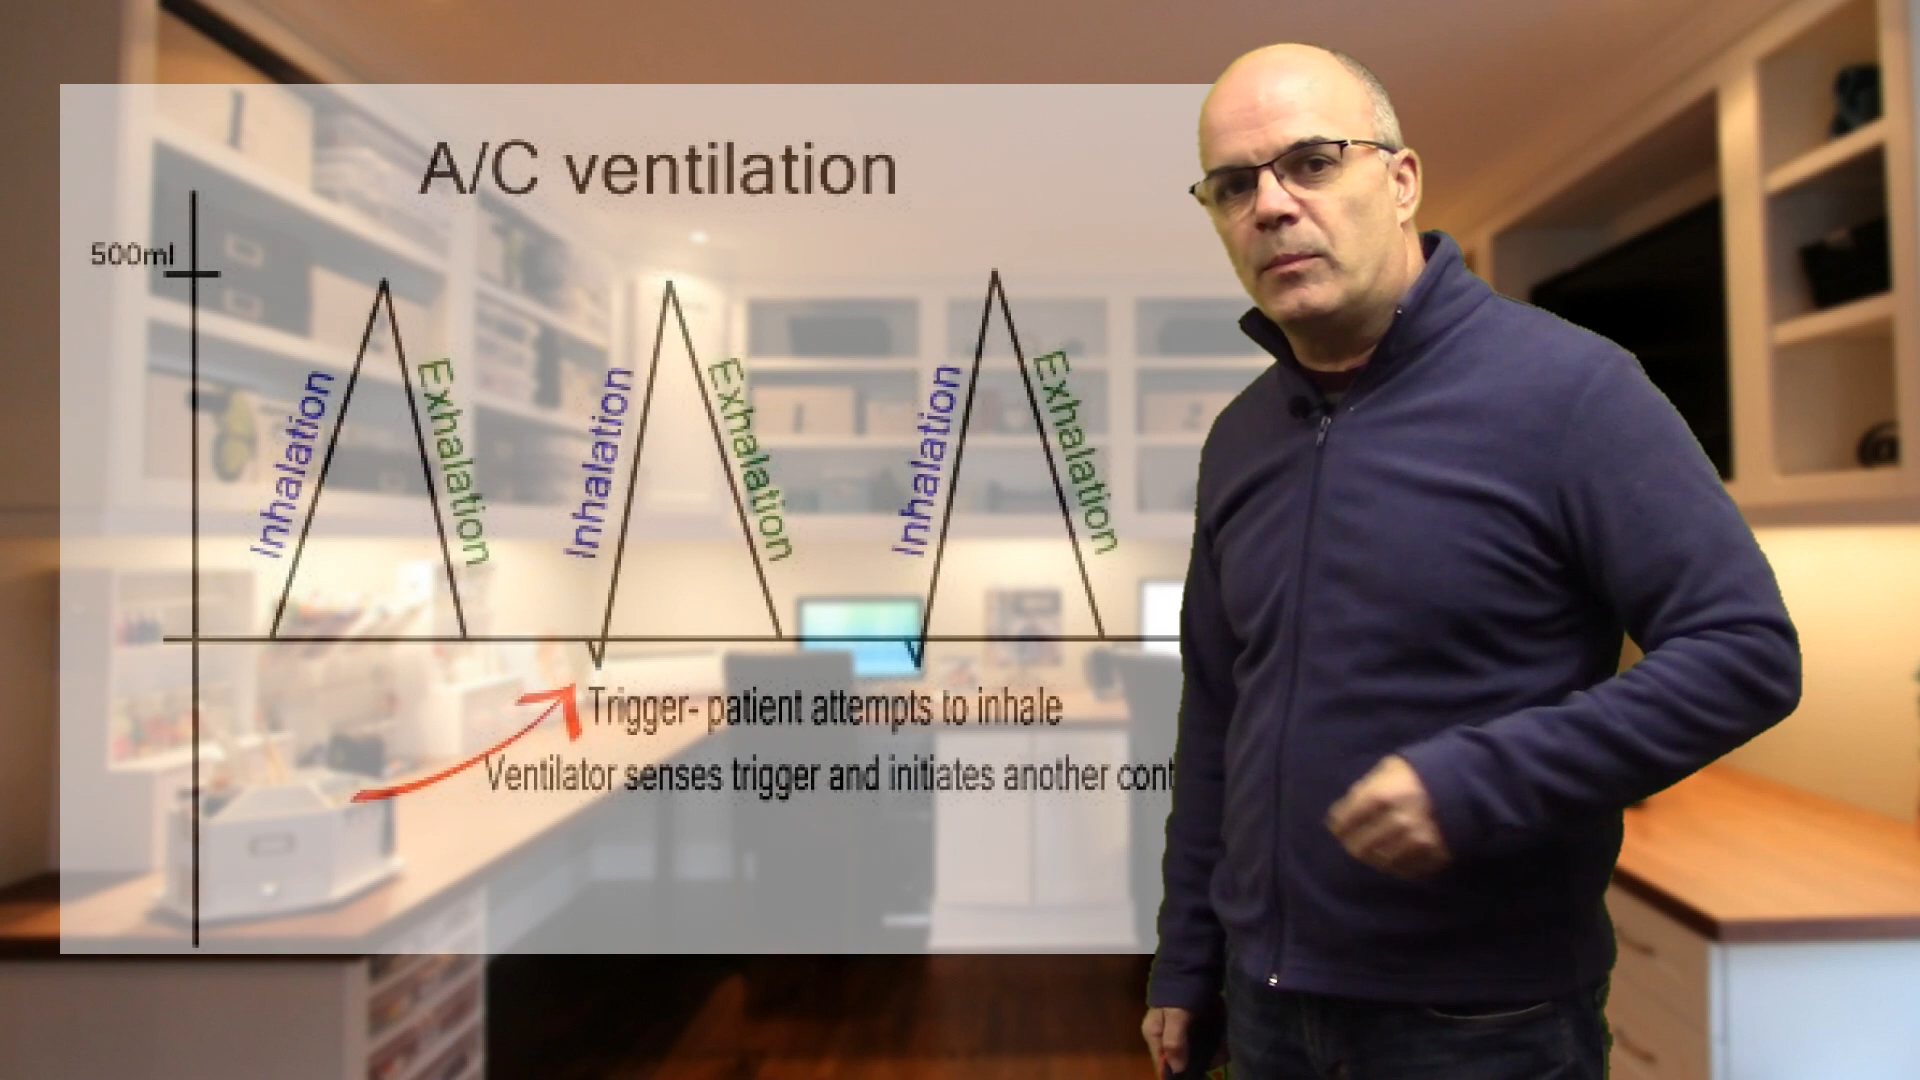 A/C ventilation
500ml
Inhalation
Exhalation
Inhalation
Exhalation
Inhalation
Exhalation
Trigger- patient attempts to inhale
Ventilator senses trigger and initiates another cont